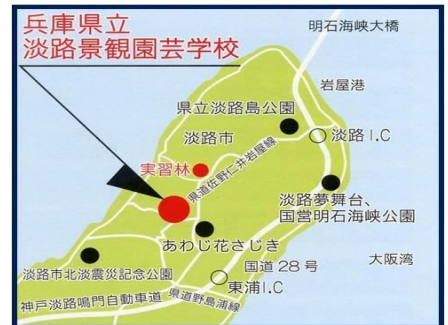 兵庫県立
淡路景観園芸学校
明石海峡大橋
岩屋港
県立淡路島公園
淡路市
淡路I.C
実習林
県道佐野仁井岩屋線
淡路夢舞台、
国営明石海峡公園
あわじ花さじき
淡路市北淡震災記念公園
国道28号
大阪湾
東浦I.C
神戸淡路鳴門自動車道
県道野島浦線